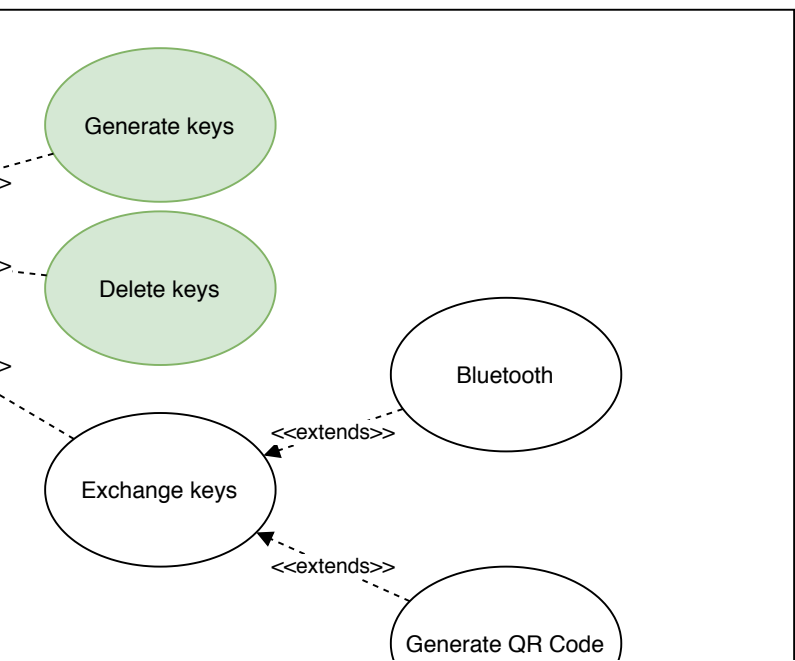 Generate keys
>
Delete keys
>
>
Bluetooth
<<extends>>
Exchange keys
<<extends>>
Generate QR Code